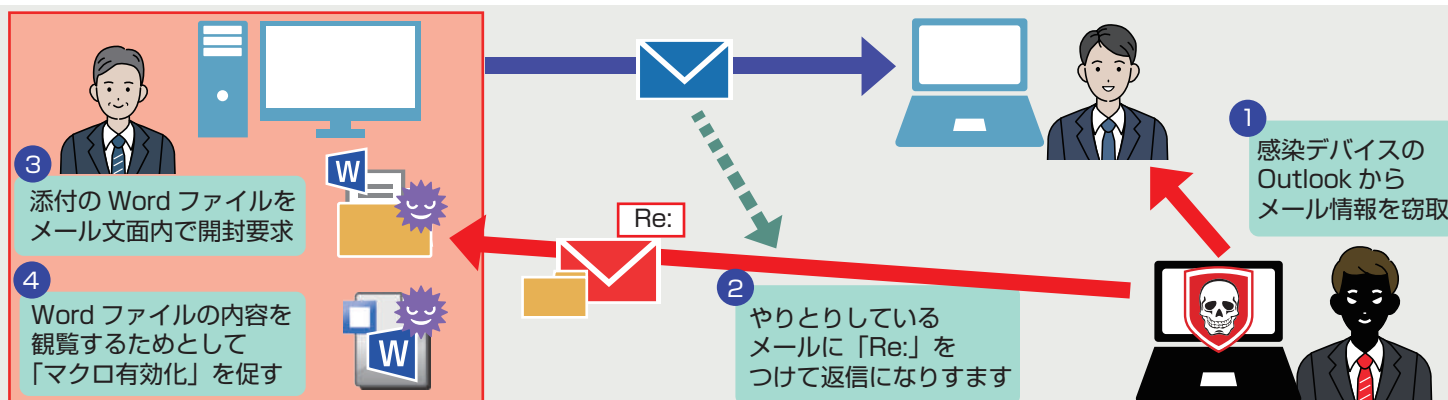 1
感染デバイスの
Outlook から
メール情報を窃取
Re:
2
やりとりしている
メールに「Re:」を
つけて返信になりすます
3
添付の Word ファイルを
メール文面内で開封要求
W
4
Word ファイルの内容を
観覧するためとして
「マクロ有効化」を促す
W